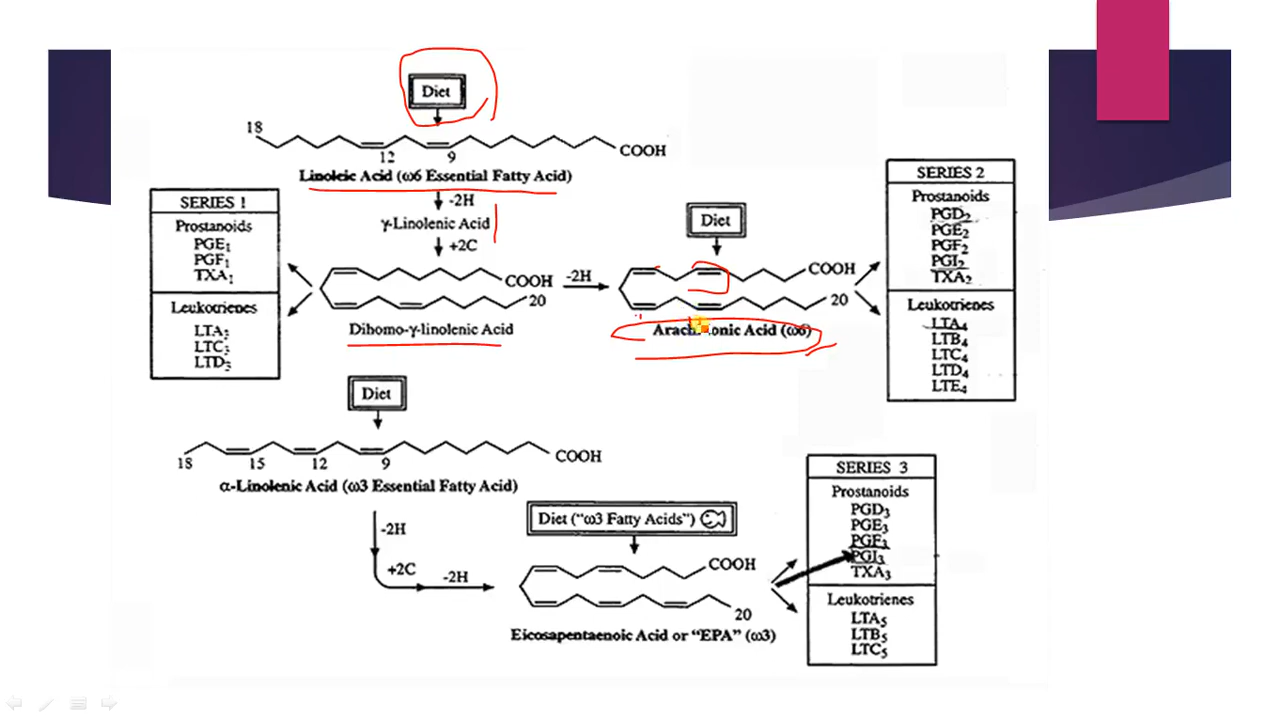 Diet
18
12
9
COOH
Linoleic Acid (ω6 Essential Fatty Acid)
-2H
γ-Linolenic Acid
+2C
SERIES 1
Prostanoids
PGE1
PGF1
TXA1
Leukotrienes
LTA3
LTC3
LTD3
COOH
20
Dihomo-γ-linolenic Acid
-2H
Diet
COOH
20
Acid (ω6)
SERIES 2
Prostanoids
PGD2
PGE2
PGF2
PGI2
TXA2
Leukotrienes
LTA4
LTB4
LTC4
LTD4
LTE4
Diet
18
15
12
9
COOH
α-Linolenic Acid (ω3 Essential Fatty Acid)
-2H
+2C
-2H
Diet ("ω3 Fatty Acids")
COOH
20
Eicosapentaenoic Acid or "EPA" (ω3)
SERIES 3
Prostanoids
PGD3
PGE3
PGF3
PGI3
TXA3
Leukotrienes
LTA5
LTB5
LTC5